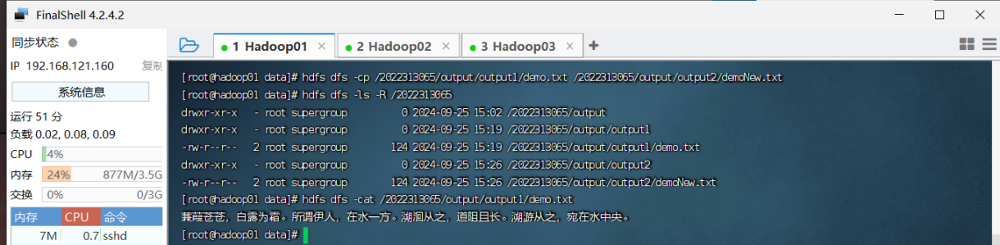 FinalShell 4.2.4.2
同步状态
1 Hadoop01
2 Hadoop02
3 Hadoop03
IP 192.168.121.160 复制
系统信息
运行 51 分
负载 0.02, 0.08, 0.09
CPU 4%
内存 24% 877M/3.5G
交换 0% 0/3G
内存 CPU 命令
7M 0.7 sshd
[root@hadoop01 data]# hdfs dfs -cp /2022313065/output/output1/demo.txt /2022313065/output/output2/demoNew.txt
[root@hadoop01 data]# hdfs dfs -ls -R /2022313065
drwxr-xr-x - root supergroup 0 2024-09-25 15:02 /2022313065/output
drwxr-xr-x - root supergroup 0 2024-09-25 15:19 /2022313065/output/output1
-rw-r--r-- 2 root supergroup 124 2024-09-25 15:19 /2022313065/output/output1/demo.txt
drwxr-xr-x - root supergroup 0 2024-09-25 15:26 /2022313065/output/output2
-rw-r--r-- 2 root supergroup 124 2024-09-25 15:26 /2022313065/output/output2/demoNew.txt
[root@hadoop01 data]# hdfs dfs -cat /2022313065/output/output1/demo.txt
蒹葭苍苍，白露为霜。所谓伊人，在水一方。溯洄从之，道阻且长。溯游从之，宛在水中央。
[root@hadoop01 data]#